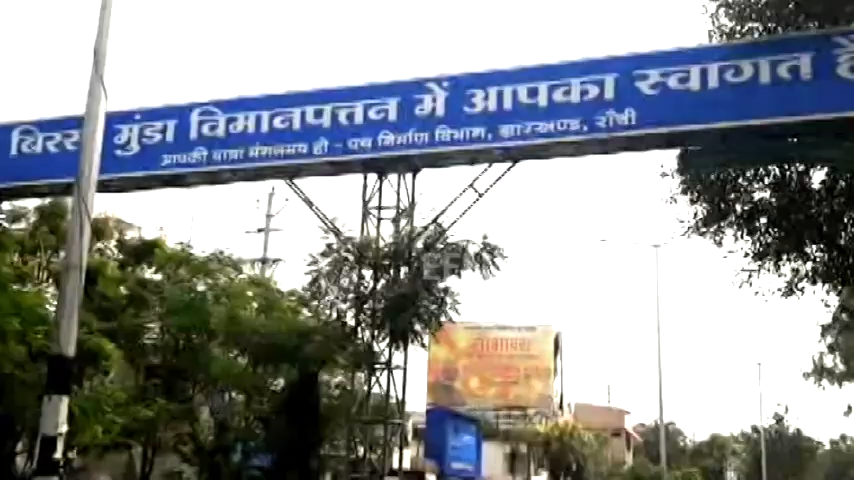 बिरसा मुंडा विमानपत्तन में आपका स्वागत है
आपकी यात्रा मंगलमय हो - पथ निर्माण विभाग, झारखण्ड, राँची